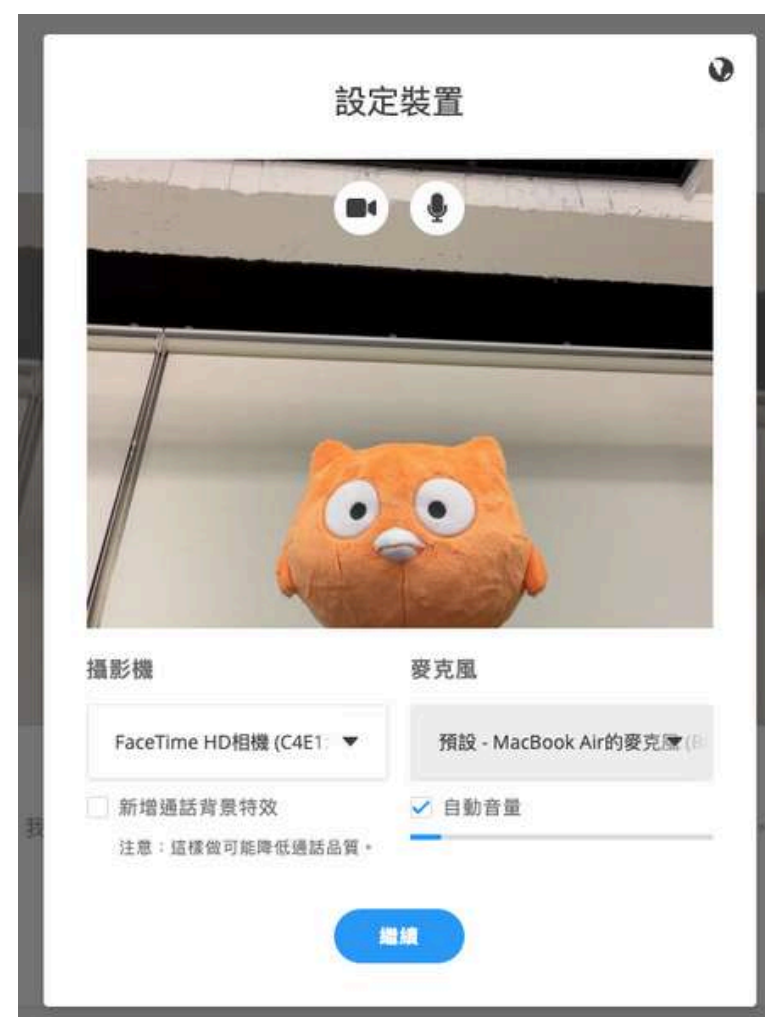 設定裝置
攝影機
麥克風
FaceTime HD相機 (C4E1
預設 - MacBook Air的麥克風
新增通話背景特效
自動音量
注意：這樣做可能降低通話品質。
繼續
我